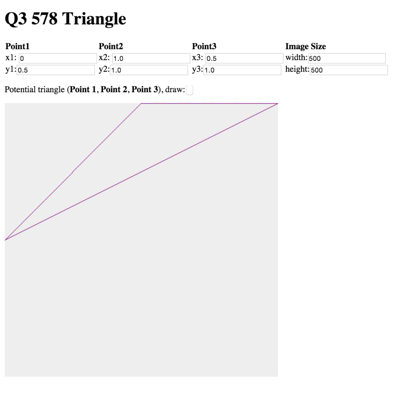 Q3 578 Triangle
Point1 Point2 Point3 Image Size
x1: 0 x2: 1.0 x3: 0.5 width: 500
y1: 0.5 y2: 1.0 y3: 1.0 height: 500
Potential triangle (Point 1, Point 2, Point 3), draw: